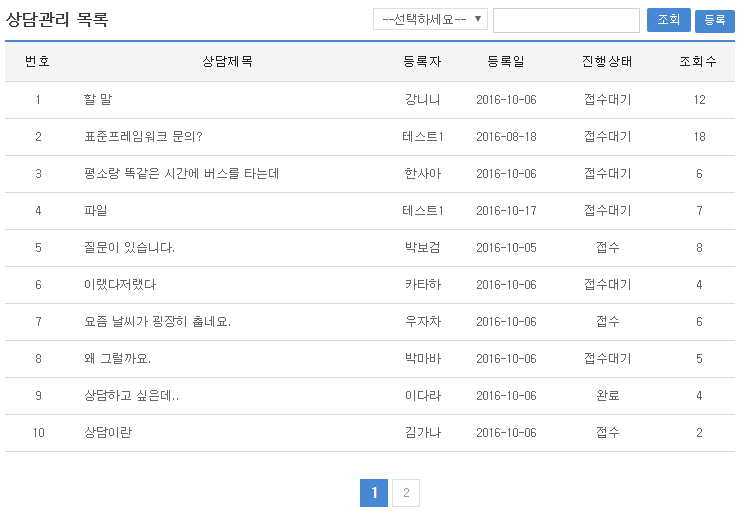 상담관리 목록 --선택하세요-- 조회 등록
번호 상담제목 등록자 등록일 진행상태 조회수
1 할 말 강니니 2016-10-06 접수대기 12
2 표준프레임워크 문의? 테스트1 2016-08-18 접수대기 18
3 평소랑 똑같은 시간에 버스를 타는데 한사아 2016-10-06 접수대기 6
4 파일 테스트1 2016-10-17 접수대기 7
5 질문이 있습니다. 박보검 2016-10-05 접수 8
6 이랬다저랬다 카타하 2016-10-06 접수대기 4
7 요즘 날씨가 굉장히 춥네요. 우자차 2016-10-06 접수 6
8 왜 그럴까요. 박마바 2016-10-06 접수대기 5
9 상담하고 싶은데.. 이다라 2016-10-06 완료 4
10 상담이란 김가나 2016-10-06 접수 2
1 2